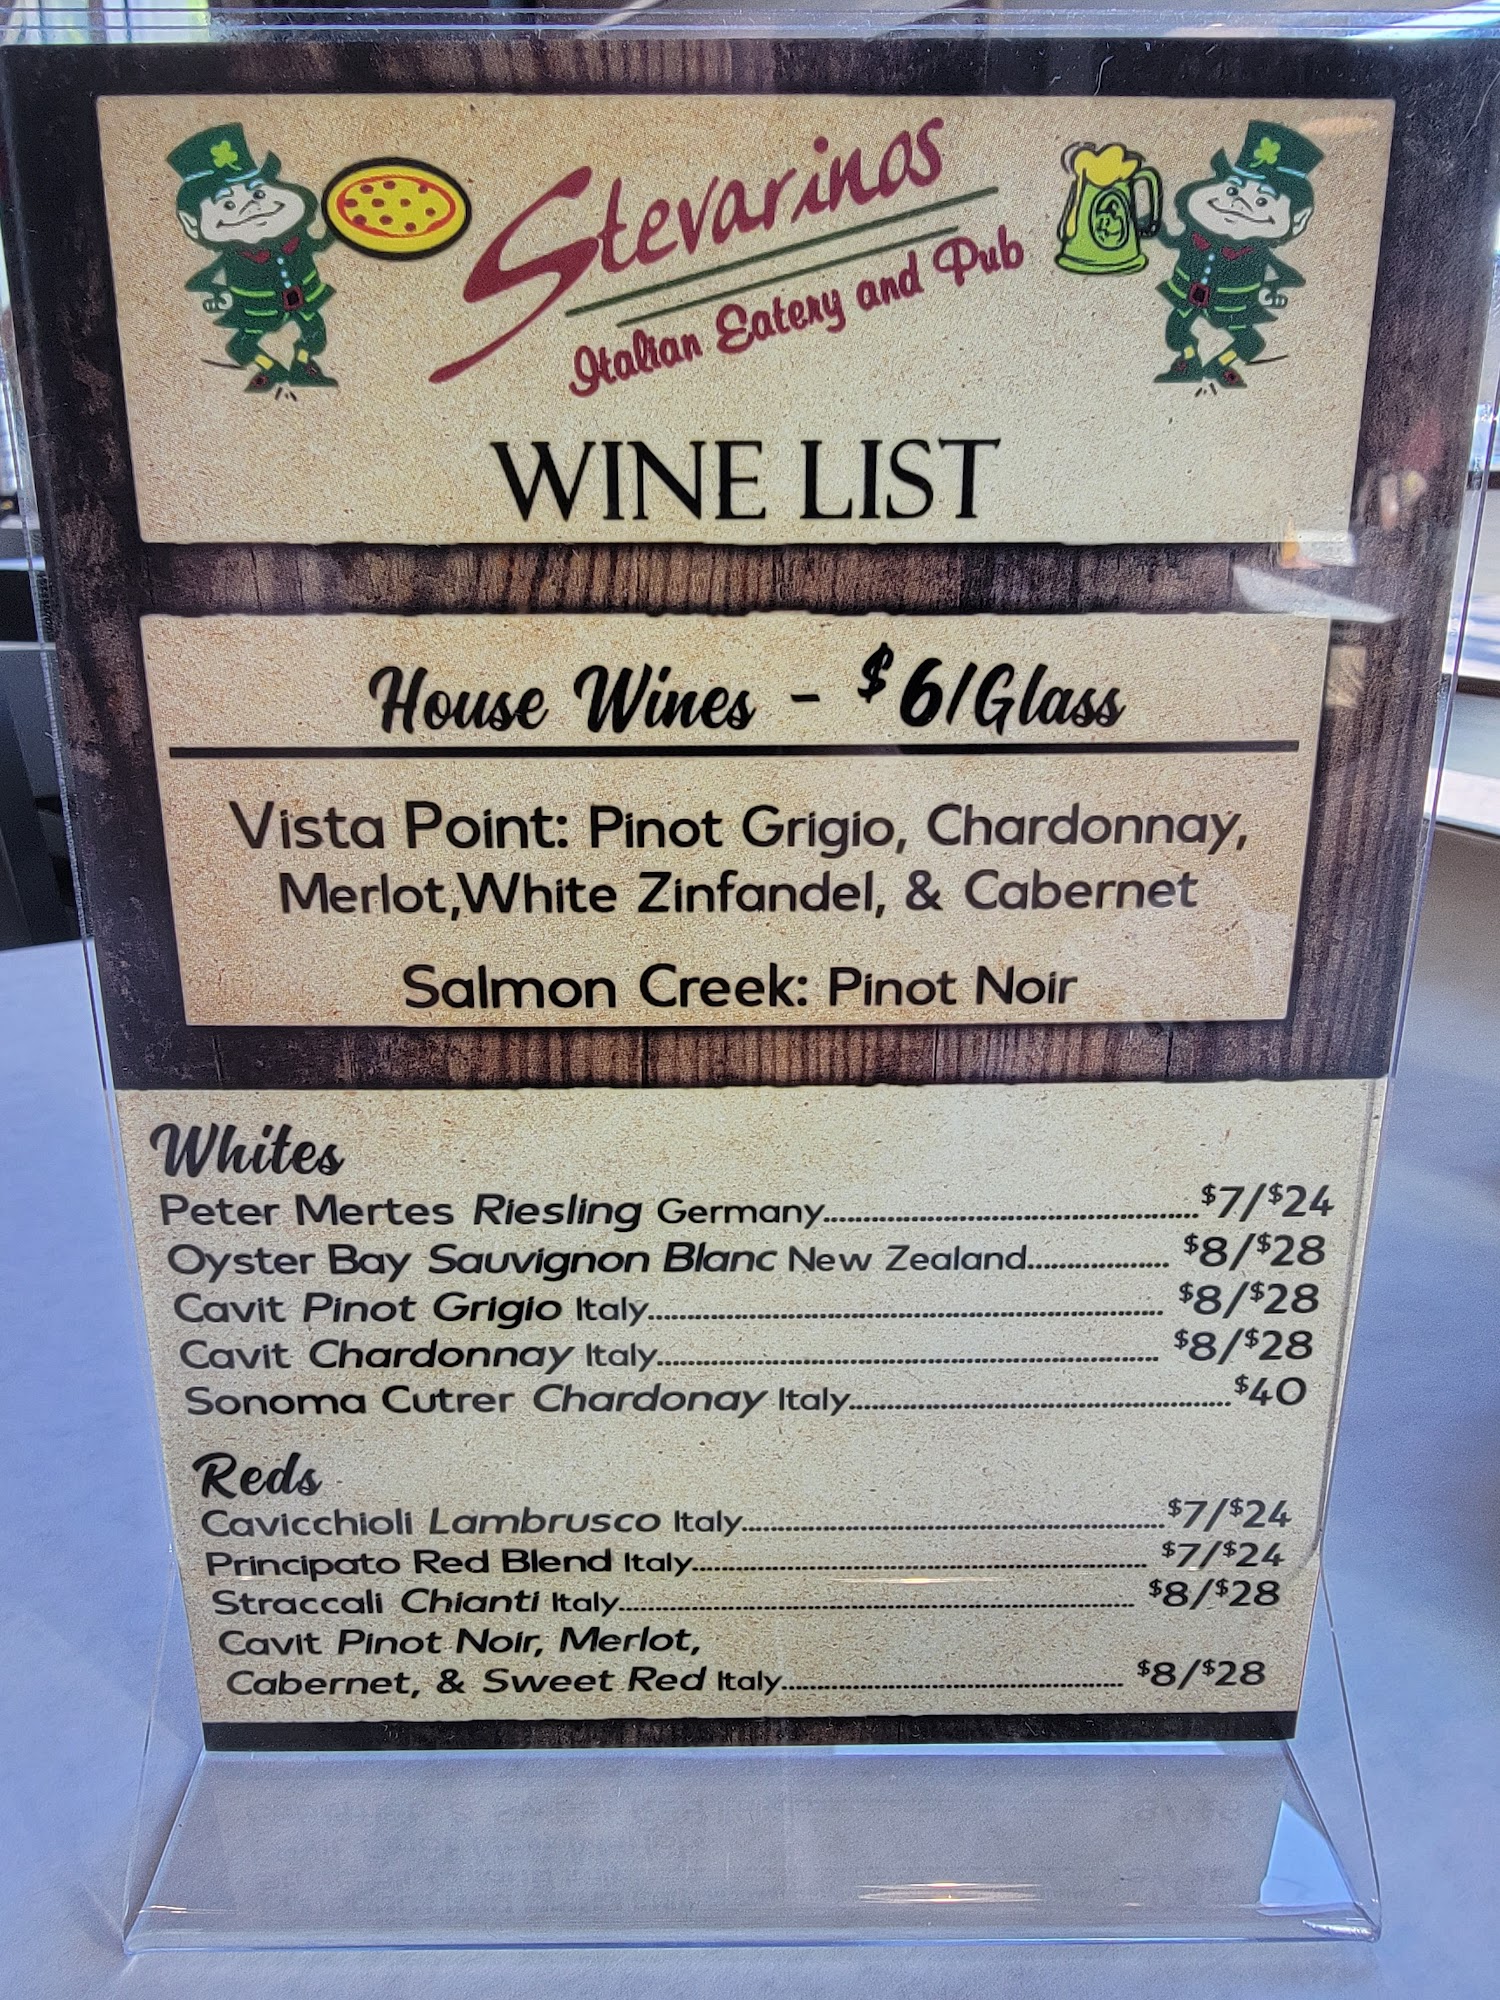 Stevarinos
Italian Eatery and Pub
WINE LIST
House Wines - $6/Glass
Vista Point: Pinot Grigio, Chardonnay,
Merlot,White Zinfandel, & Cabernet
Salmon Creek: Pinot Noir
Whites
Peter Mertes Riesling Germany $7/$24
Oyster Bay Sauvignon Blanc New Zealand $8/$28
Cavit Pinot Grigio Italy $8/$28
Cavit Chardonnay Italy $8/$28
Sonoma Cutrer Chardonay Italy $40
Reds
Cavicchioli Lambrusco Italy $7/$24
Principato Red Blend Italy $7/$24
Straccali Chianti Italy $8/$28
Cavit Pinot Noir, Merlot,
Cabernet, & Sweet Red Italy $8/$28